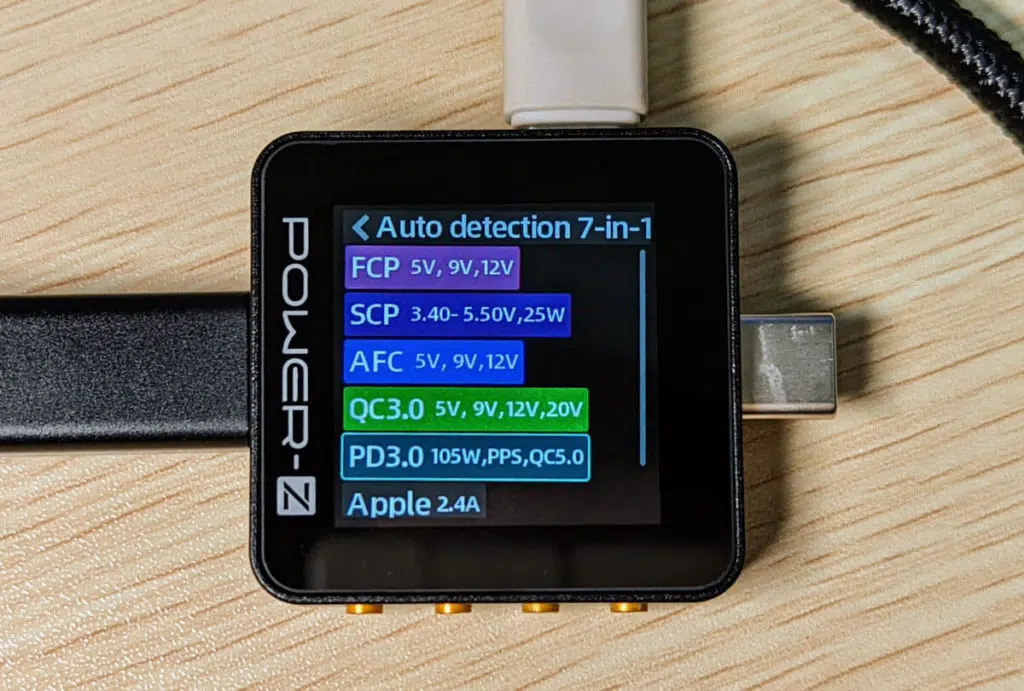 POWER-Z
< Auto detection 7-in-1
FCP 5V, 9V,12V
SCP 3.40- 5.50V,25W
AFC 5V, 9V,12V
QC3.0 5V, 9V,12V,20V
PD3.0 105W,PPS,QC5.0
Apple 2.4A